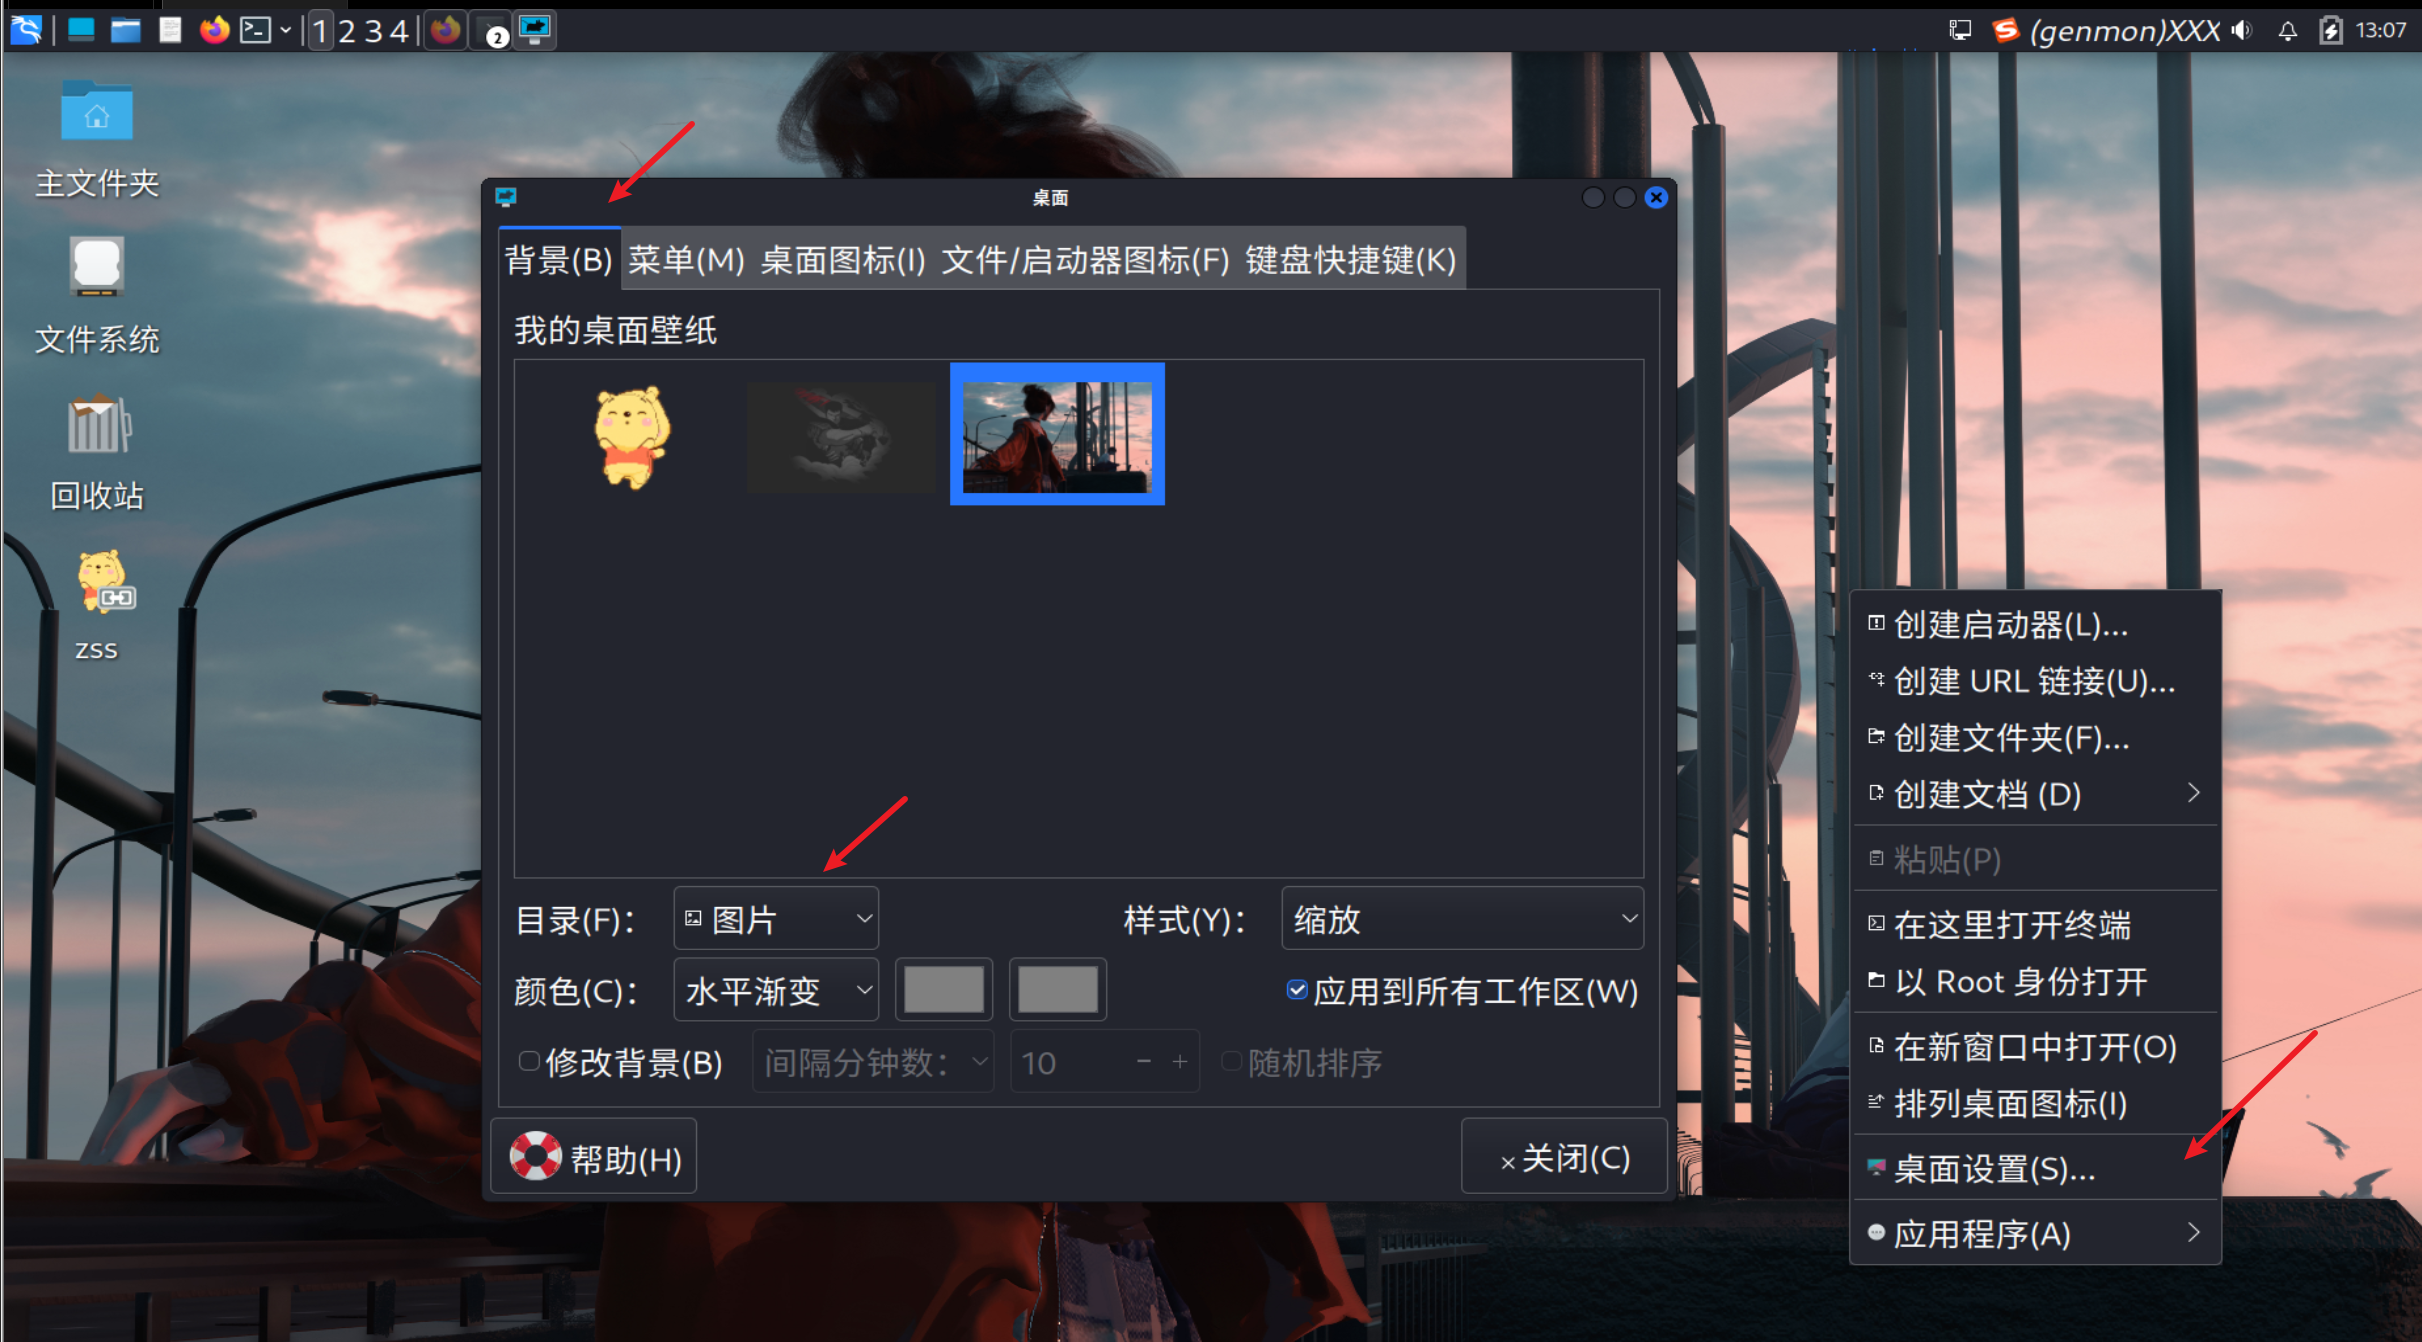 1 2 3 4
2
(genmon)XXX
13:07
主文件夹
文件系统
回收站
zss
桌面
背景(B) 菜单(M) 桌面图标(I) 文件/启动器图标(F) 键盘快捷键(K)
我的桌面壁纸
目录(F)： 图片 样式(Y)： 缩放
颜色(C)： 水平渐变 应用到所有工作区(W)
修改背景(B) 间隔分钟数： 10 − + 随机排序
帮助(H) 关闭(C)
创建启动器(L)...
创建 URL 链接(U)...
创建文件夹(F)...
创建文档 (D)
粘贴(P)
在这里打开终端
以 Root 身份打开
在新窗口中打开(O)
排列桌面图标(I)
桌面设置(S)...
应用程序(A)